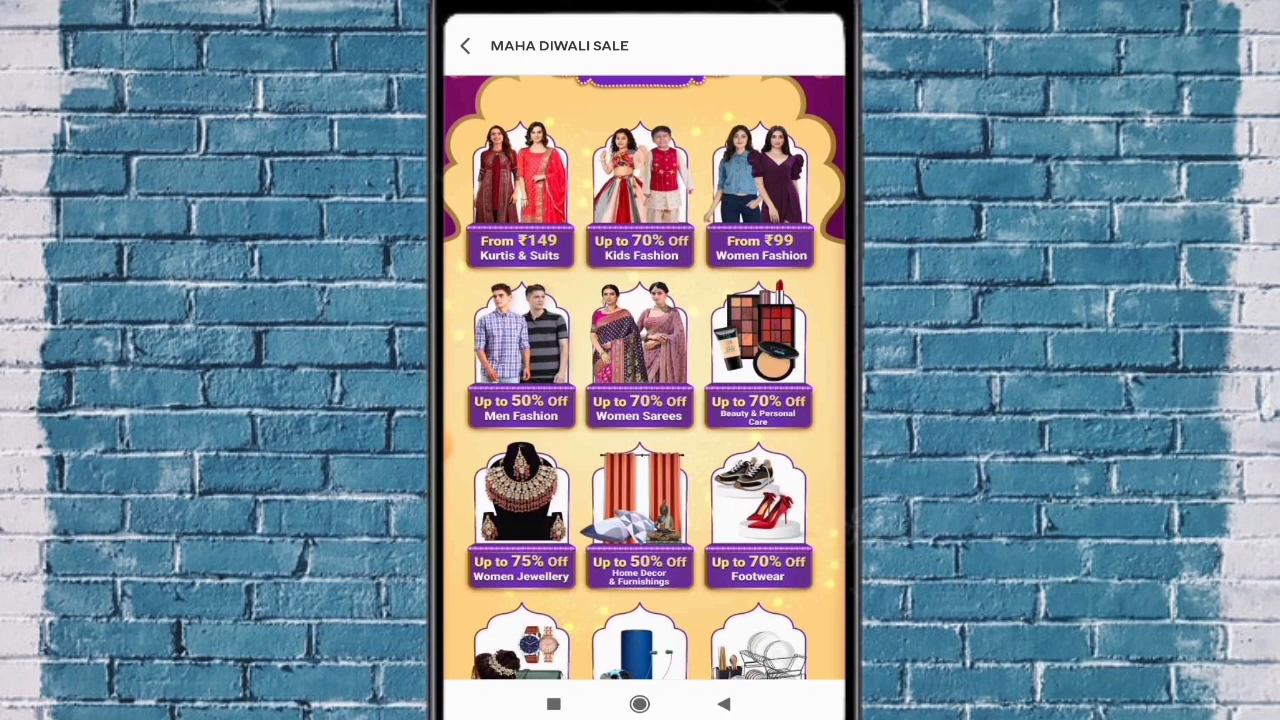 MAHA DIWALI SALE
From ₹149
Kurtis & Suits
Up to 70% Off
Kids Fashion
From ₹99
Women Fashion
Up to 50% Off
Men Fashion
Up to 70% Off
Women Sarees
Up to 70% Off
Beauty & Personal
Care
Up to 75% Off
Women Jewellery
Up to 50% Off
Home Decor
& Furnishings
Up to 70% Off
Footwear